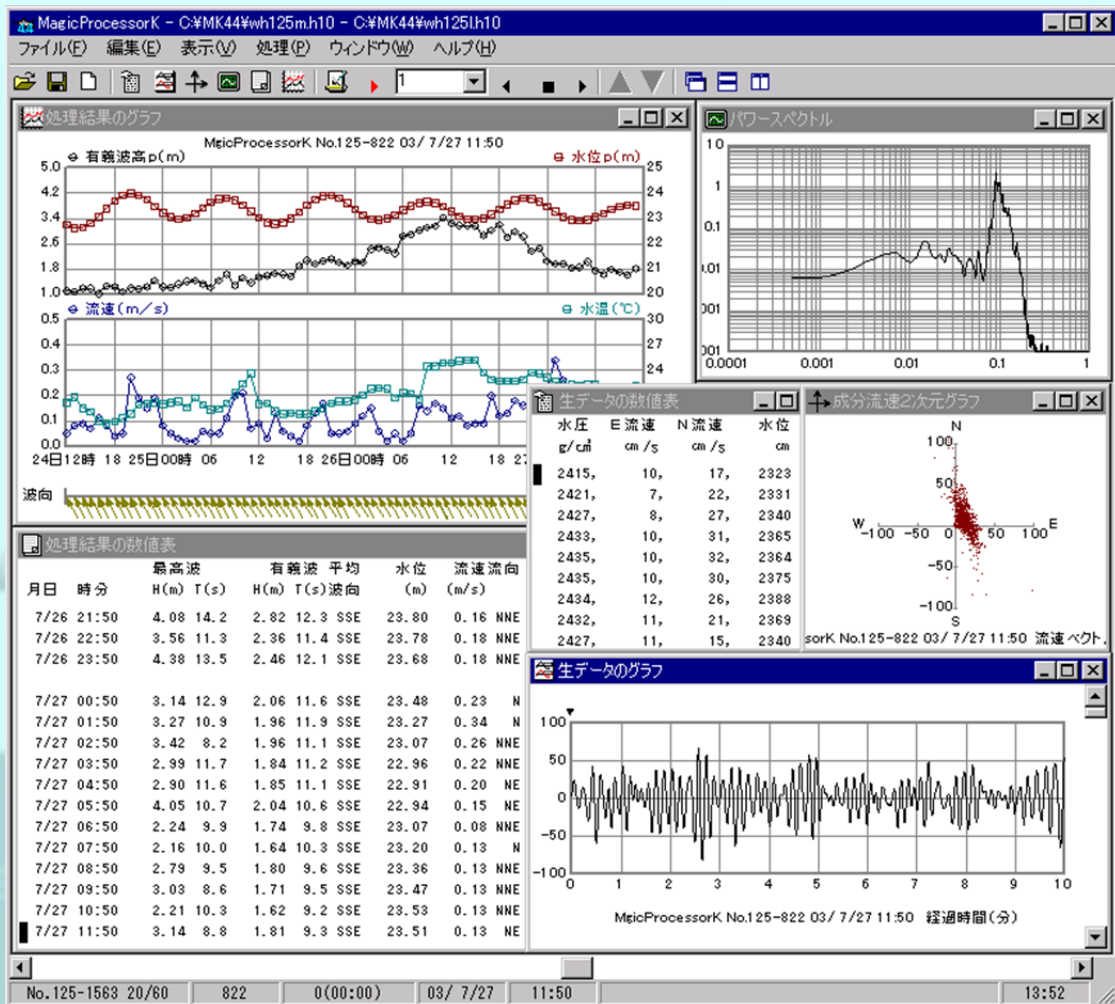 MagicProcessorK - C:¥MK44¥wh125m.h10 - C:¥MK44¥wh125l.h10
ファイル(F) 編集(E) 表示(V) 処理(P) ウィンドウ(W) ヘルプ(H)
1
処理結果のグラフ
MgicProcessorK No.125-822 03/ 7/27 11:50
有義波高p(m) 水位p(m)
5.0 25
4.2 24
3.4 23
2.6 22
1.8 21
1.0 20
流速(m/s) 水温(℃)
0.5 30
0.4 27
0.3 24
0.2
0.1
0.0
24日12時 18 25日00時 06 12 18 26日00時 06 12 18 27
波向
パワースペクトル
10
1
0.1
0.01
001
001
0.0001 0.001 0.01 0.1 1
生データの数値表
水圧 E流速 N流速 水位
g/c㎡ cm/s cm/s cm
2415, 10, 17, 2323
2421, 7, 22, 2331
2427, 8, 27, 2340
2433, 10, 31, 2365
2435, 10, 32, 2364
2435, 10, 30, 2375
2434, 12, 26, 2388
2432, 11, 21, 2369
2427, 11, 15, 2340
成分流速2次元グラフ
N
100
50
W -100 -50 0 50 100 E
-50
-100
S
sorK No.125-822 03/ 7/27 11:50 流速ベクト.
処理結果の数値表
最高波 有義波 平均 水位 流速流向
月日 時分 H(m) T(s) H(m) T(s)波向 (m) (m/s)
7/26 21:50 4.08 14.2 2.82 12.3 SSE 23.80 0.16 NNE
7/26 22:50 3.56 11.3 2.36 11.4 SSE 23.78 0.18 NNE
7/26 23:50 4.38 13.5 2.46 12.1 SSE 23.68 0.18 NNE
7/27 00:50 3.14 12.9 2.06 11.6 SSE 23.48 0.23 N
7/27 01:50 3.27 10.9 1.96 11.9 SSE 23.27 0.34 N
7/27 02:50 3.42 8.2 1.96 11.1 SSE 23.07 0.26 NNE
7/27 03:50 2.99 11.7 1.84 11.2 SSE 22.96 0.22 NNE
7/27 04:50 2.90 11.6 1.85 11.1 SSE 22.91 0.20 NE
7/27 05:50 4.05 10.7 2.04 10.6 SSE 22.94 0.15 NE
7/27 06:50 2.24 9.9 1.74 9.8 SSE 23.07 0.08 NNE
7/27 07:50 2.16 10.0 1.64 10.3 SSE 23.20 0.13 N
7/27 08:50 2.79 9.5 1.80 9.6 SSE 23.36 0.13 NNE
7/27 09:50 3.03 8.6 1.71 9.5 SSE 23.47 0.13 NNE
7/27 10:50 2.21 10.3 1.62 9.2 SSE 23.53 0.13 NNE
7/27 11:50 3.14 8.8 1.81 9.3 SSE 23.51 0.13 NE
生データのグラフ
100
50
0
-50
-100
0 1 2 3 4 5 6 7 8 9 10
MgicProcessorK No.125-822 03/ 7/27 11:50 経過時間(分)
No.125-1563 20/60 822 0(00:00) 03/ 7/27 11:50 13:52